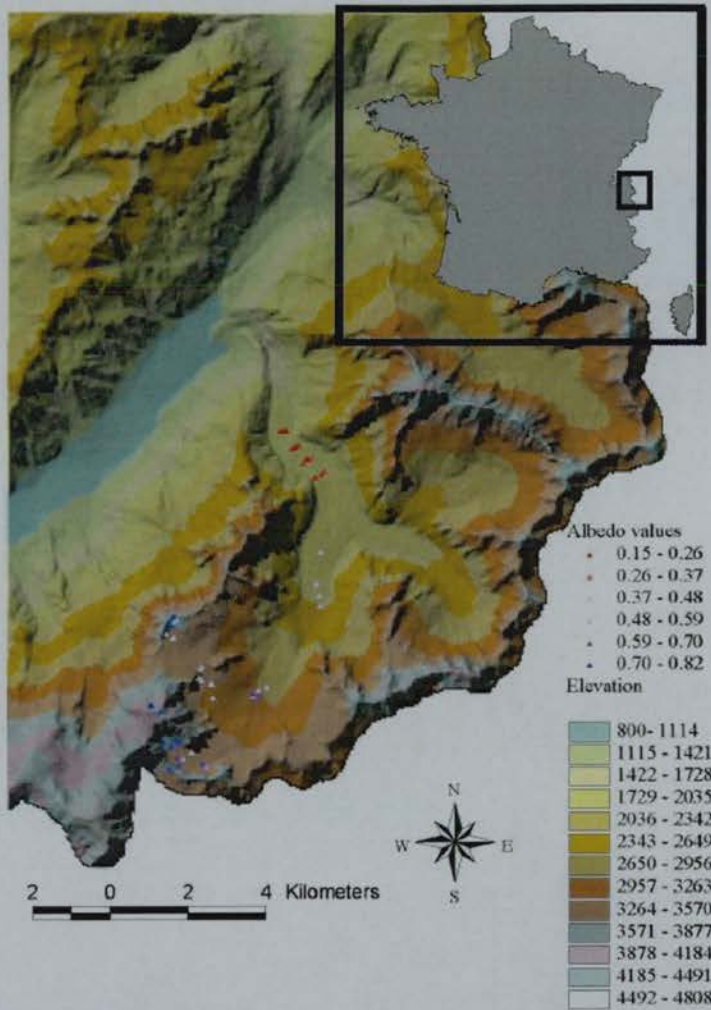 Albedo values
0.15 - 0.26
0.26 - 0.37
0.37 - 0.48
0.48 - 0.59
0.59 - 0.70
0.70 - 0.82
Elevation
800- 1114
1115 - 1421
1422 - 1728
1729 - 2035
2036 - 2342
2343 - 2649
2650 - 2956
2957 - 3263
3264 - 3570
3571 - 3877
3878 - 4184
4185 - 4491
4492 - 4808
N
W E
S
2 0 2 4 Kilometers